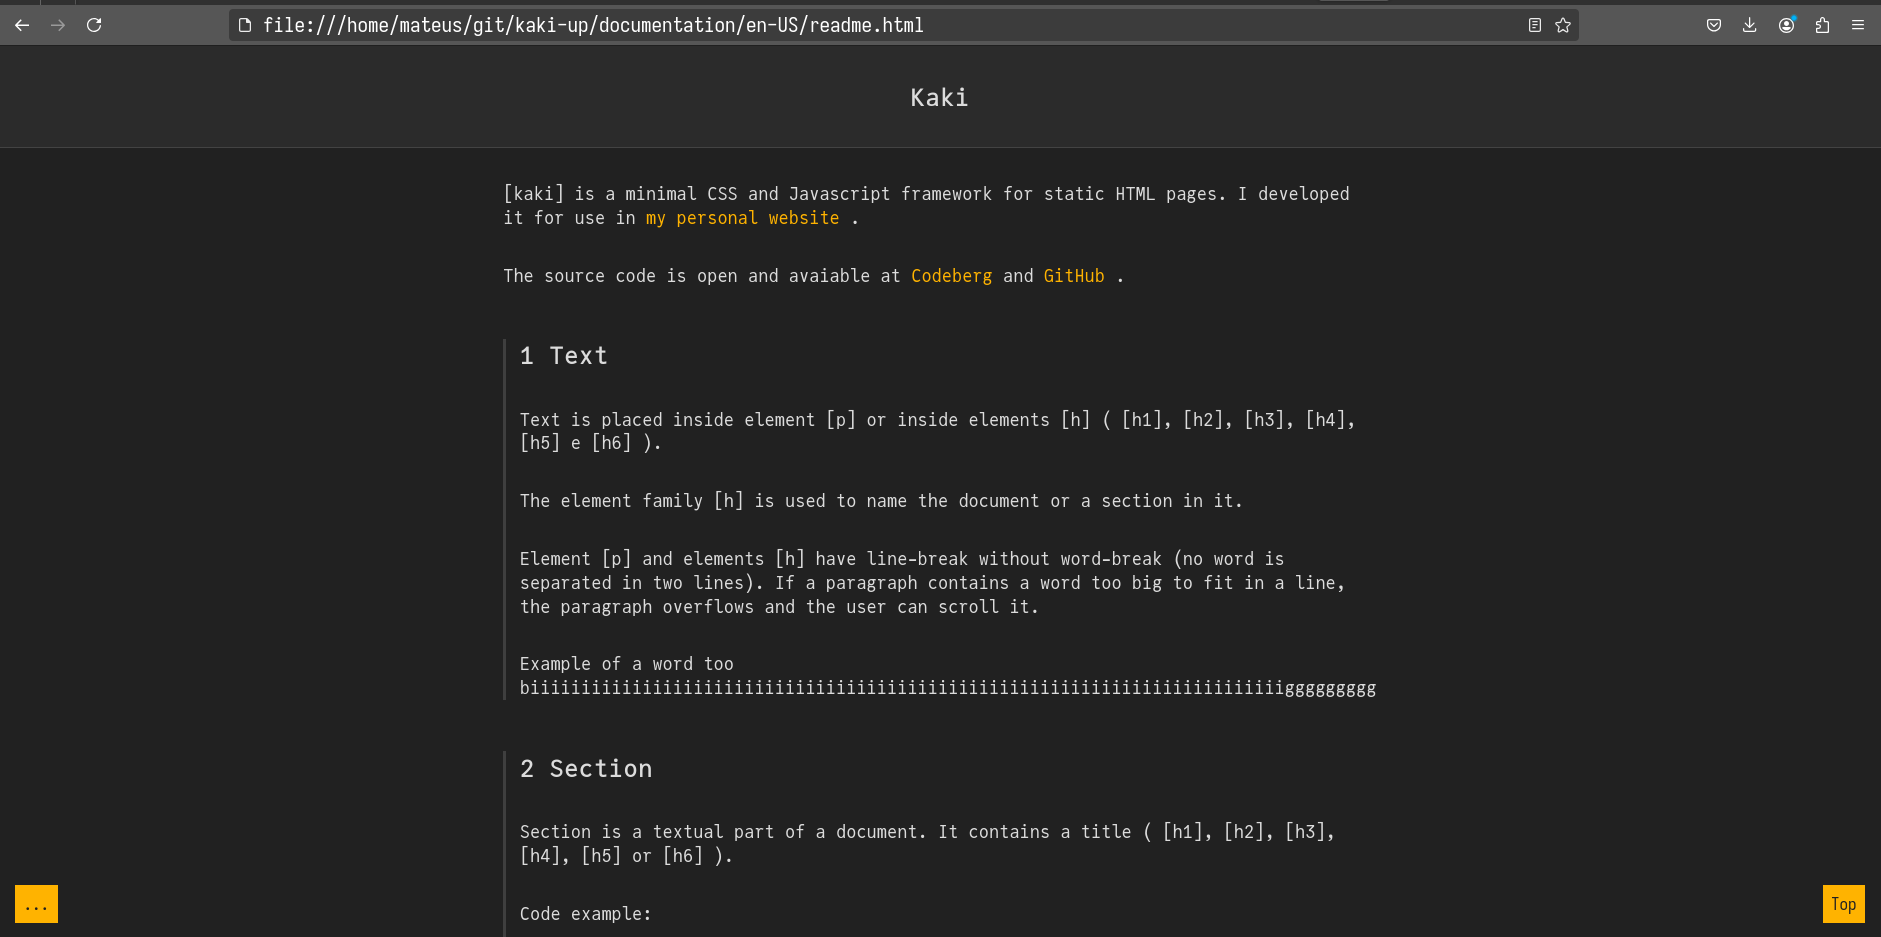 file:///home/mateus/git/kaki-up/documentation/en-US/readme.html
Kaki
[kaki] is a minimal CSS and Javascript framework for static HTML pages. I developed
it for use in my personal website .
The source code is open and avaiable at Codeberg and GitHub .
1 Text
Text is placed inside element [p] or inside elements [h] ( [h1], [h2], [h3], [h4],
[h5] e [h6] ).
The element family [h] is used to name the document or a section in it.
Element [p] and elements [h] have line-break without word-break (no word is
separated in two lines). If a paragraph contains a word too big to fit in a line,
the paragraph overflows and the user can scroll it.
Example of a word too
biiiiiiiiiiiiiiiiiiiiiiiiiiiiiiiiiiiiiiiiiiiiiiiiiiiiiiiiiiiiiiiiiiiiiiiiiiggggggggg
2 Section
Section is a textual part of a document. It contains a title ( [h1], [h2], [h3],
[h4], [h5] or [h6] ).
Code example:
...
Top